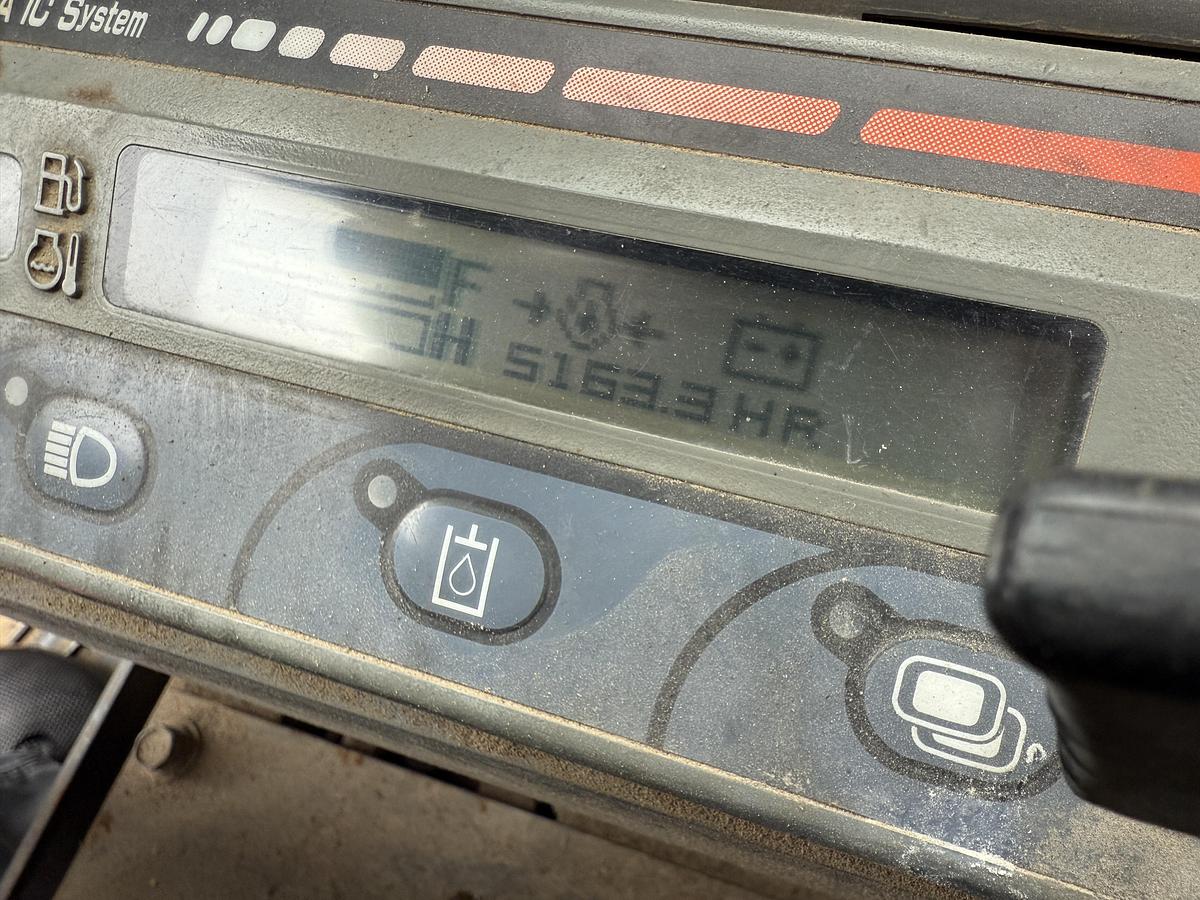 A IC System
F
H
5163.3 HR